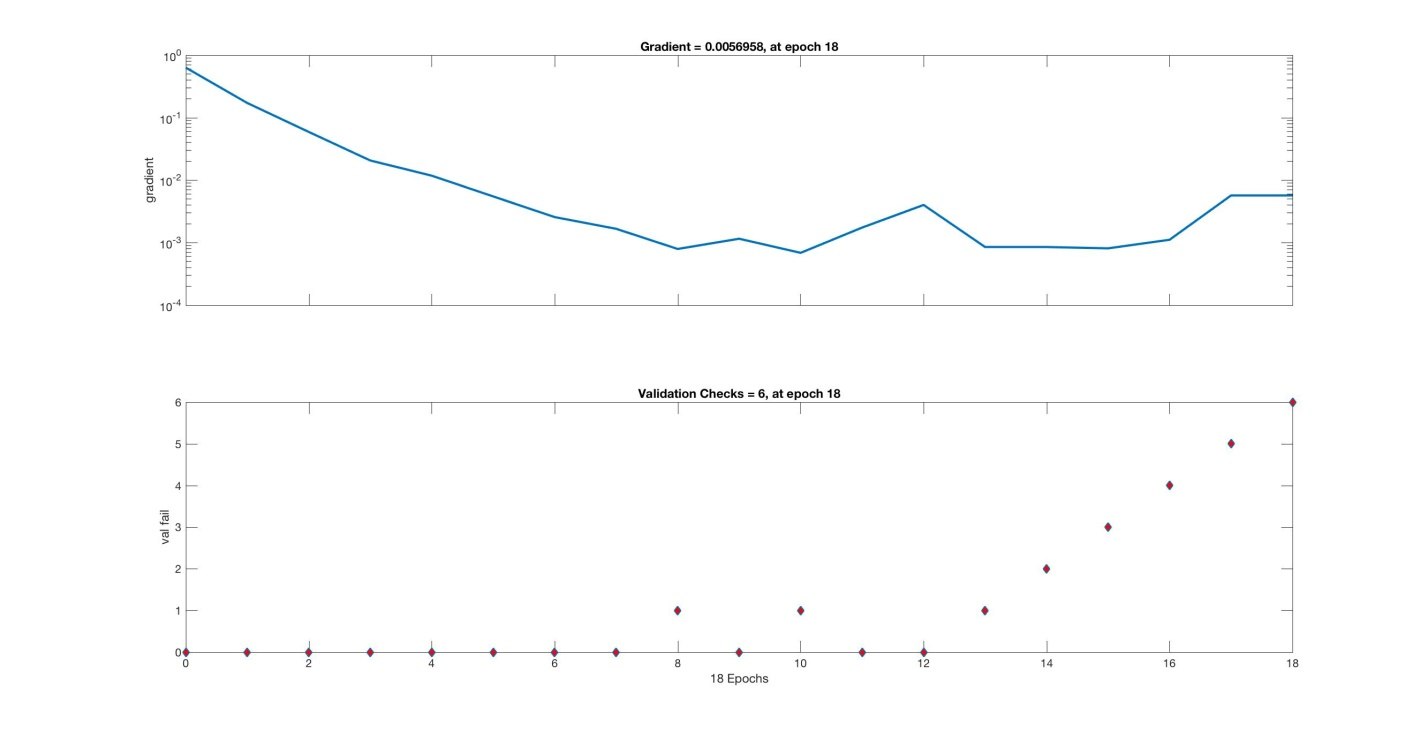 Gradient = 0.0056958, at epoch 18
10^0
10^-1
10^-2
10^-3
10^-4
gradient
Validation Checks = 6, at epoch 18
6
5
4
3
2
1
0
val fail
0 2 4 6 8 10 12 14 16 18
18 Epochs